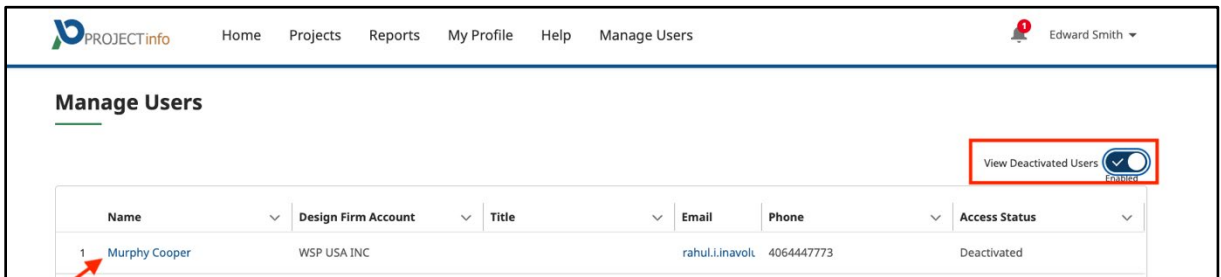 PROJECTinfo Home Projects Reports My Profile Help Manage Users 1 Edward Smith
Manage Users
View Deactivated Users
Enabled
Name Design Firm Account Title Email Phone Access Status
1 Murphy Cooper WSP USA INC rahul.i.inavolu 4064447773 Deactivated